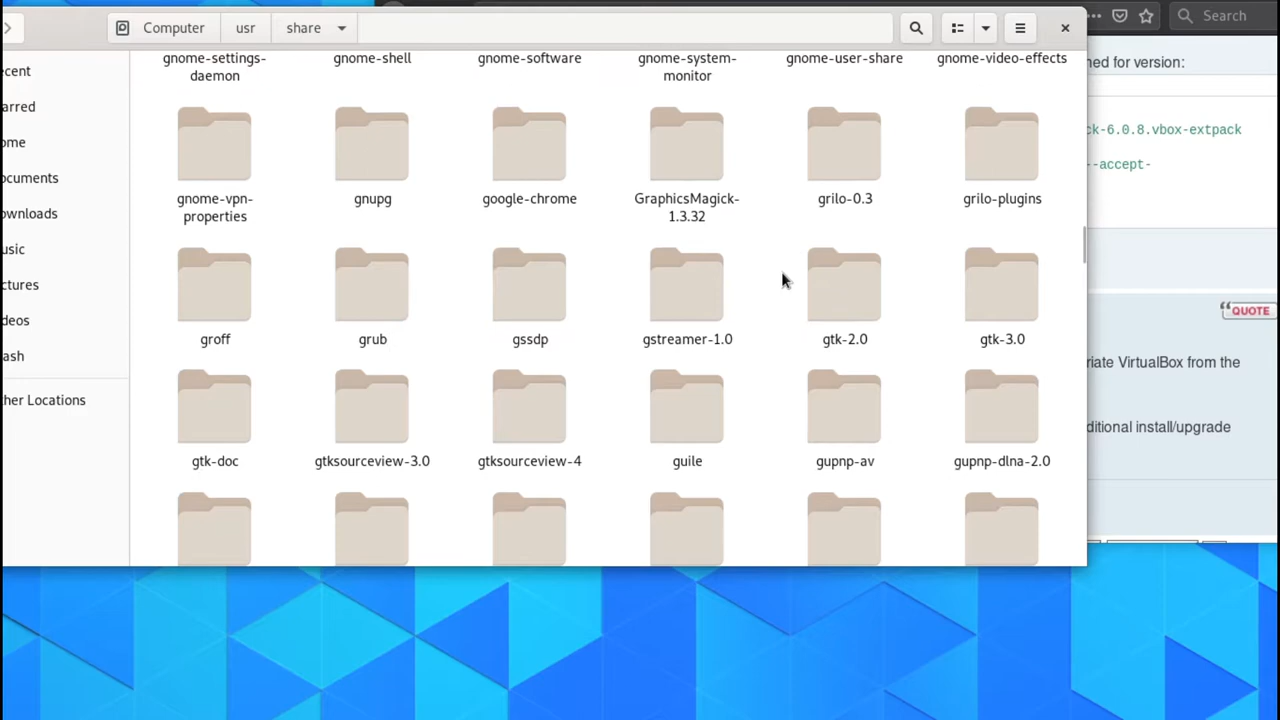 Computer usr share
Search
ecent
arred
ome
ocuments
ownloads
usic
ctures
deos
ash
her Locations
gnome-settings-
daemon
gnome-shell
gnome-software
gnome-system-
monitor
gnome-user-share
gnome-video-effects
gnome-vpn-
properties
gnupg
google-chrome
GraphicsMagick-
1.3.32
grilo-0.3
grilo-plugins
groff
grub
gssdp
gstreamer-1.0
gtk-2.0
gtk-3.0
gtk-doc
gtksourceview-3.0
gtksourceview-4
guile
gupnp-av
gupnp-dlna-2.0
ed for version:
ck-6.0.8.vbox-extpack
--accept-
QUOTE
riate VirtualBox from the
ditional install/upgrade